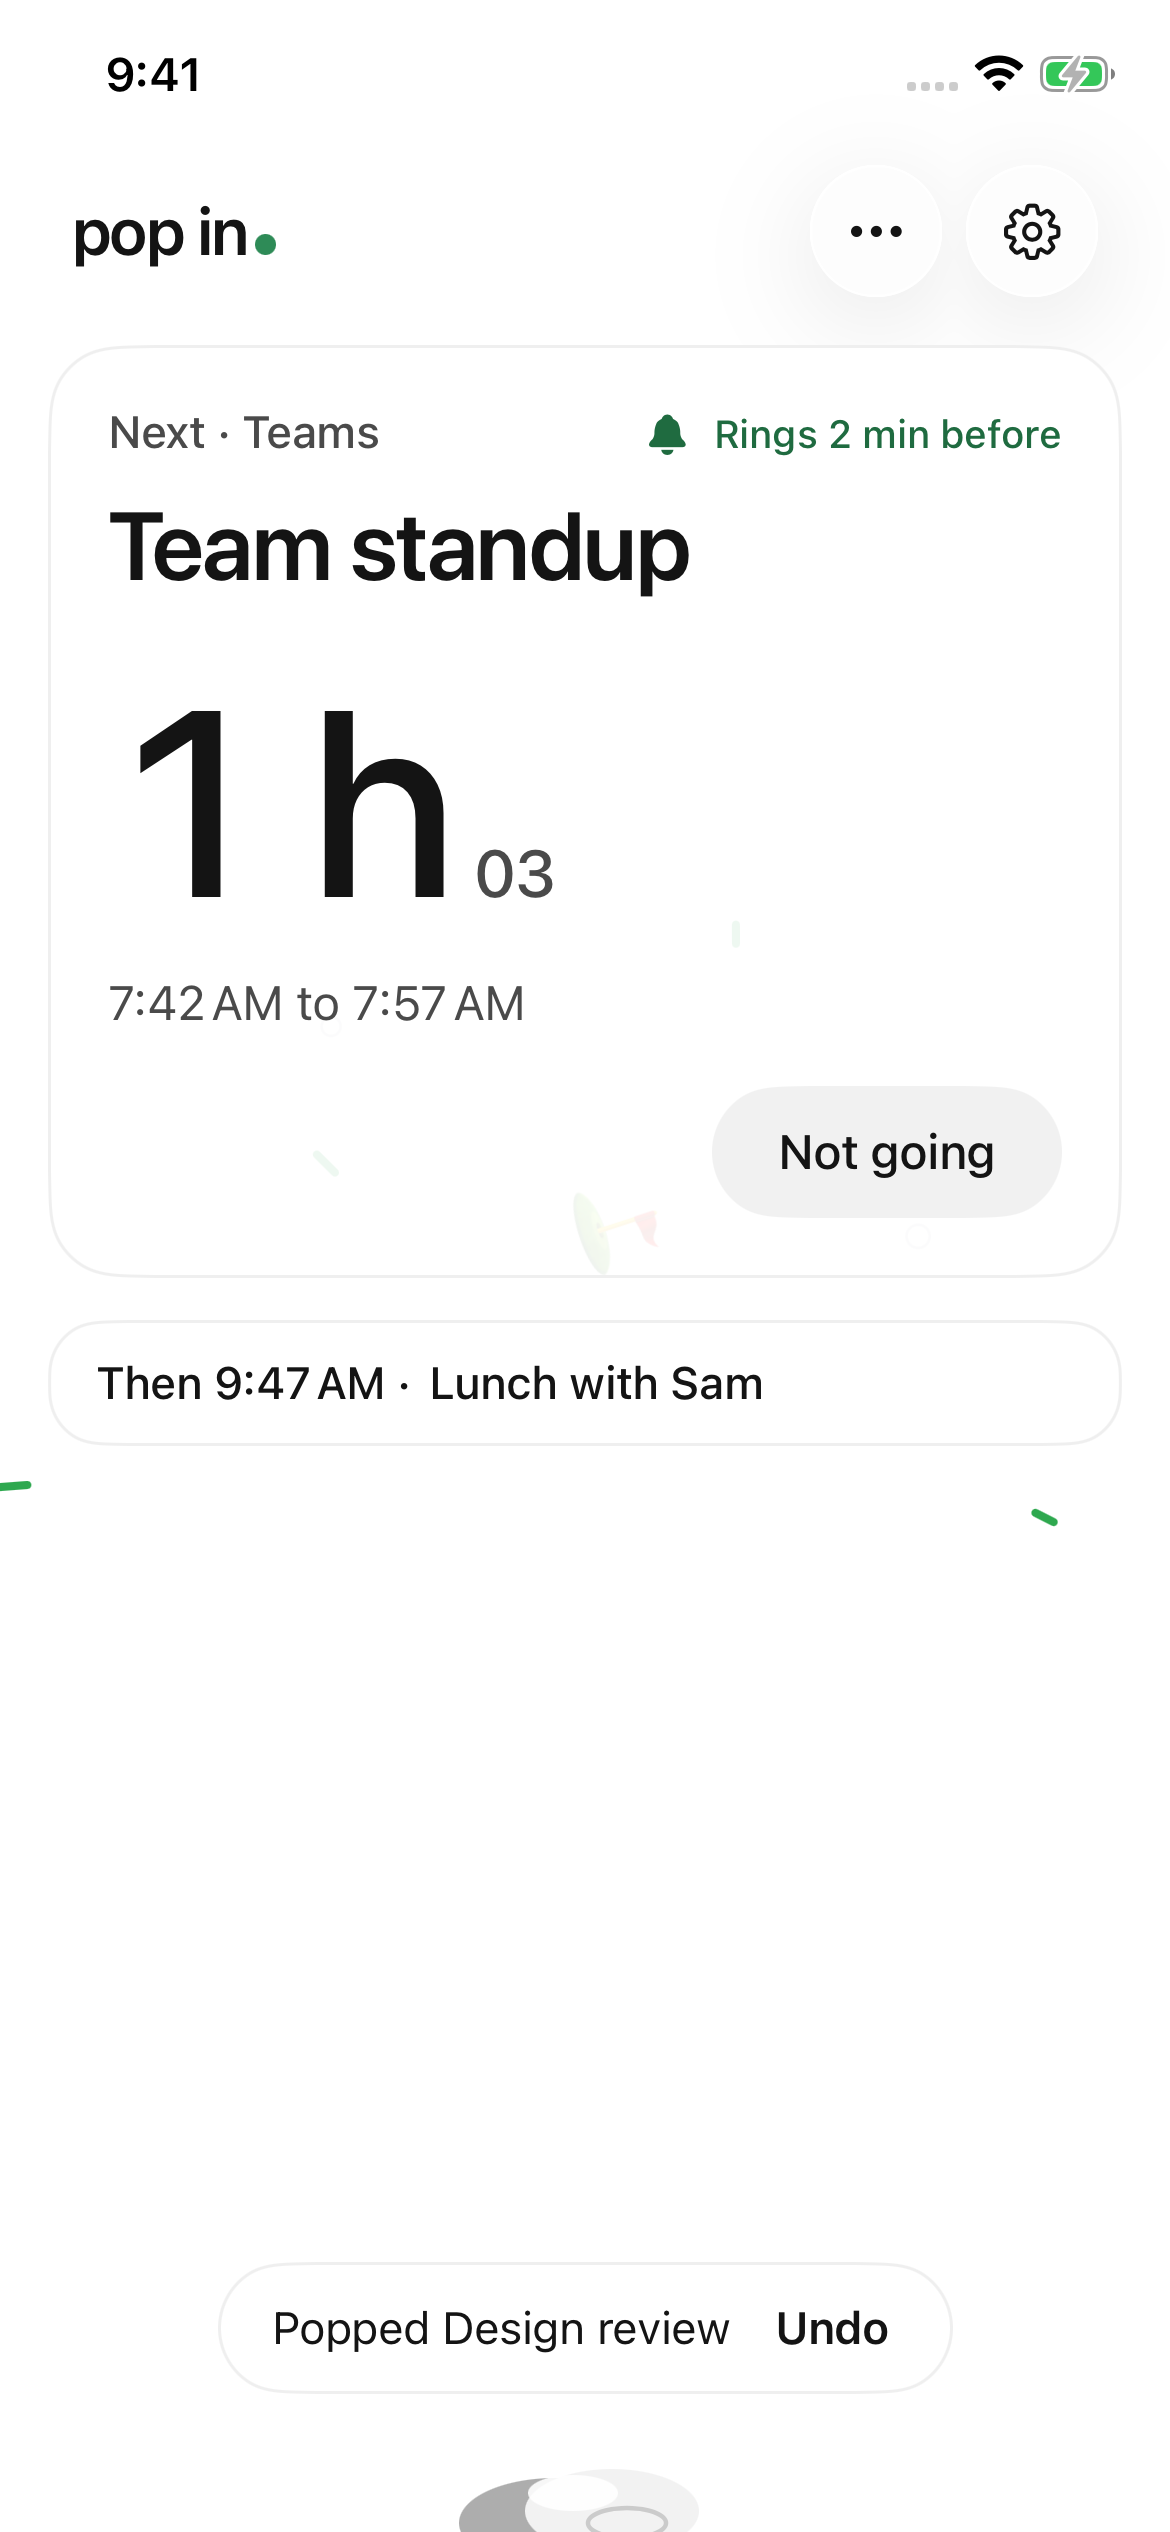 9:41
pop in
Next · Teams
Rings 2 min before
Team standup
1 h 03
7:42 AM to 7:57 AM
Not going
Then 9:47 AM · Lunch with Sam
Popped Design review Undo